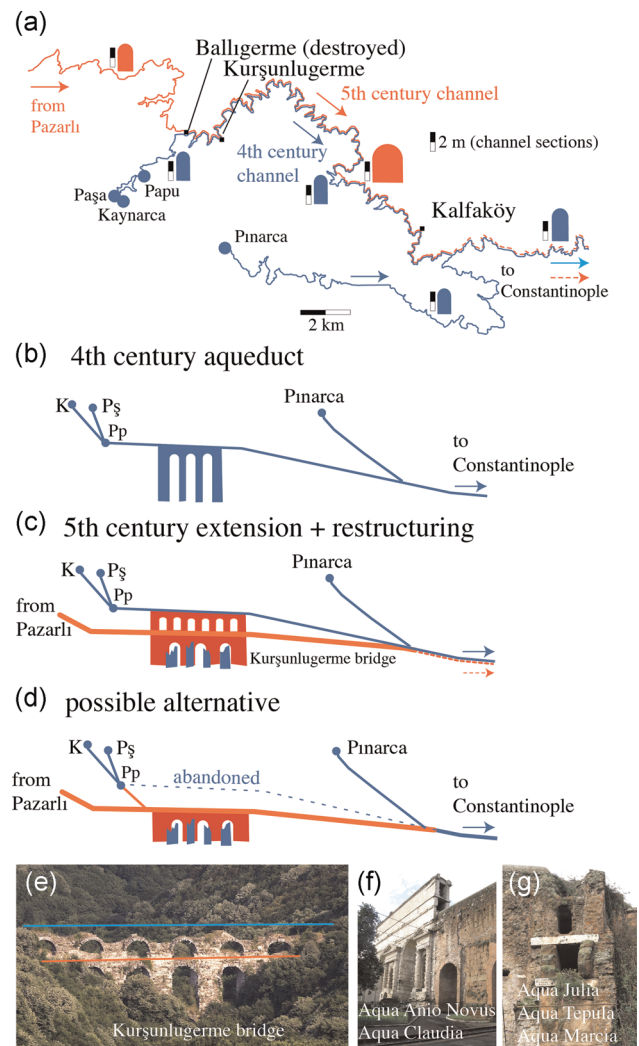 (a)
Ballıgerme (destroyed)
Kurşunlugerme
from
Pazarlı
5th century channel
4th century
channel
2 m (channel sections)
Papu
Paşa
Kaynarca
Kalfaköy
Pınarca
to
Constantinople
2 km
(b) 4th century aqueduct
K
Pş
Pp
Pınarca
to
Constantinople
(c) 5th century extension + restructuring
K
Pş
Pp
Pınarca
from
Pazarlı
Kurşunlugerme bridge
(d) possible alternative
K
Pş
Pp
abandoned
Pınarca
from
Pazarlı
to
Constantinople
(e)
Kurşunlugerme bridge
(f)
Aqua Anio Novus
Aqua Claudia
(g)
Aqua Julia
Aqua Tepula
Aqua Marcia